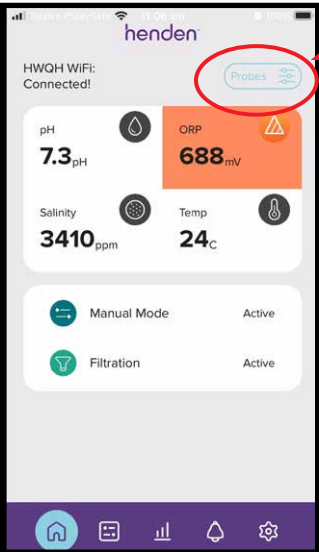 henden
HWQH WiFi:
Connected!
Probes
pH
7.3pH
ORP
688mV
Salinity
3410ppm
Temp
24c
Manual Mode Active
Filtration Active